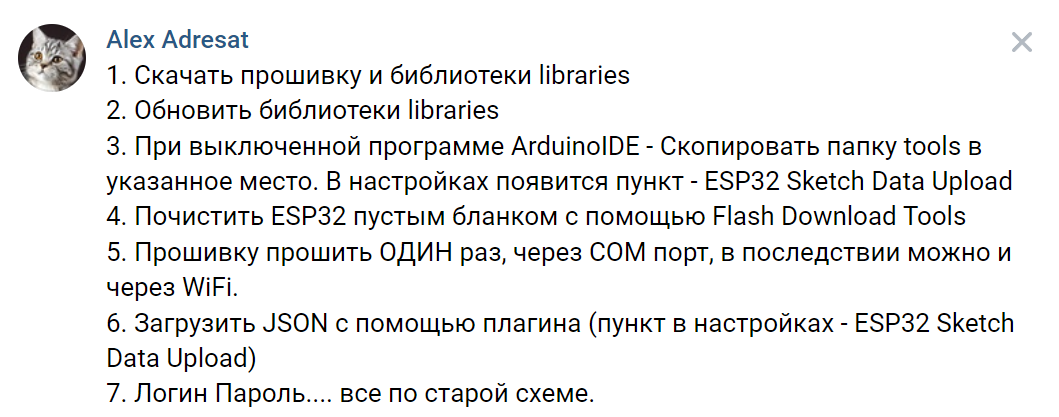 Alex Adresat
1. Скачать прошивку и библиотеки libraries
2. Обновить библиотеки libraries
3. При выключенной программе ArduinoIDE - Скопировать папку tools в
указанное место. В настройках появится пункт - ESP32 Sketch Data Upload
4. Почистить ESP32 пустым бланком с помощью Flash Download Tools
5. Прошивку прошить ОДИН раз, через COM порт, в последствии можно и
через WiFi.
6. Загрузить JSON с помощью плагина (пункт в настройках - ESP32 Sketch
Data Upload)
7. Логин Пароль.... все по старой схеме.